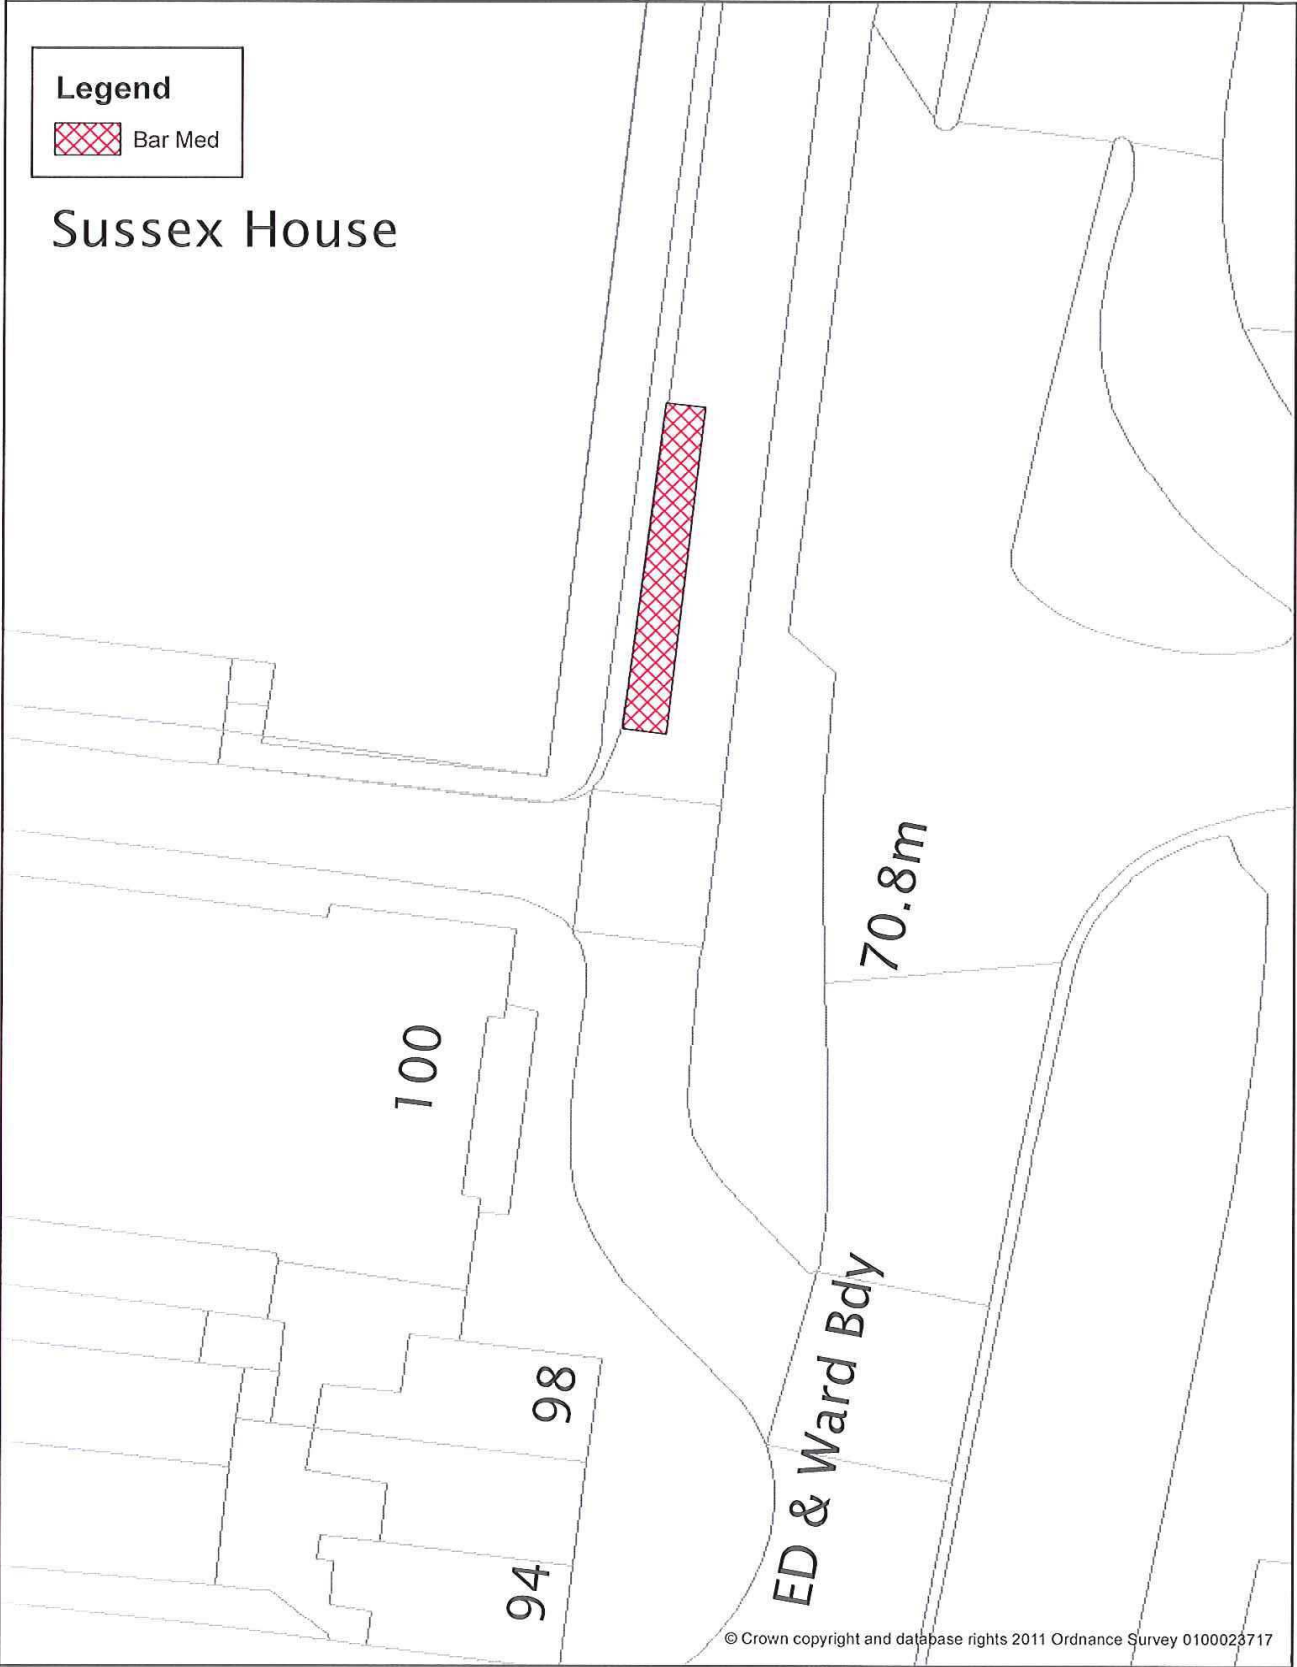 Legend
Bar Med
Sussex House
70.8m
100
98
ED & Ward Bdy
94
© Crown copyright and database rights 2011 Ordnance Survey 0100023717